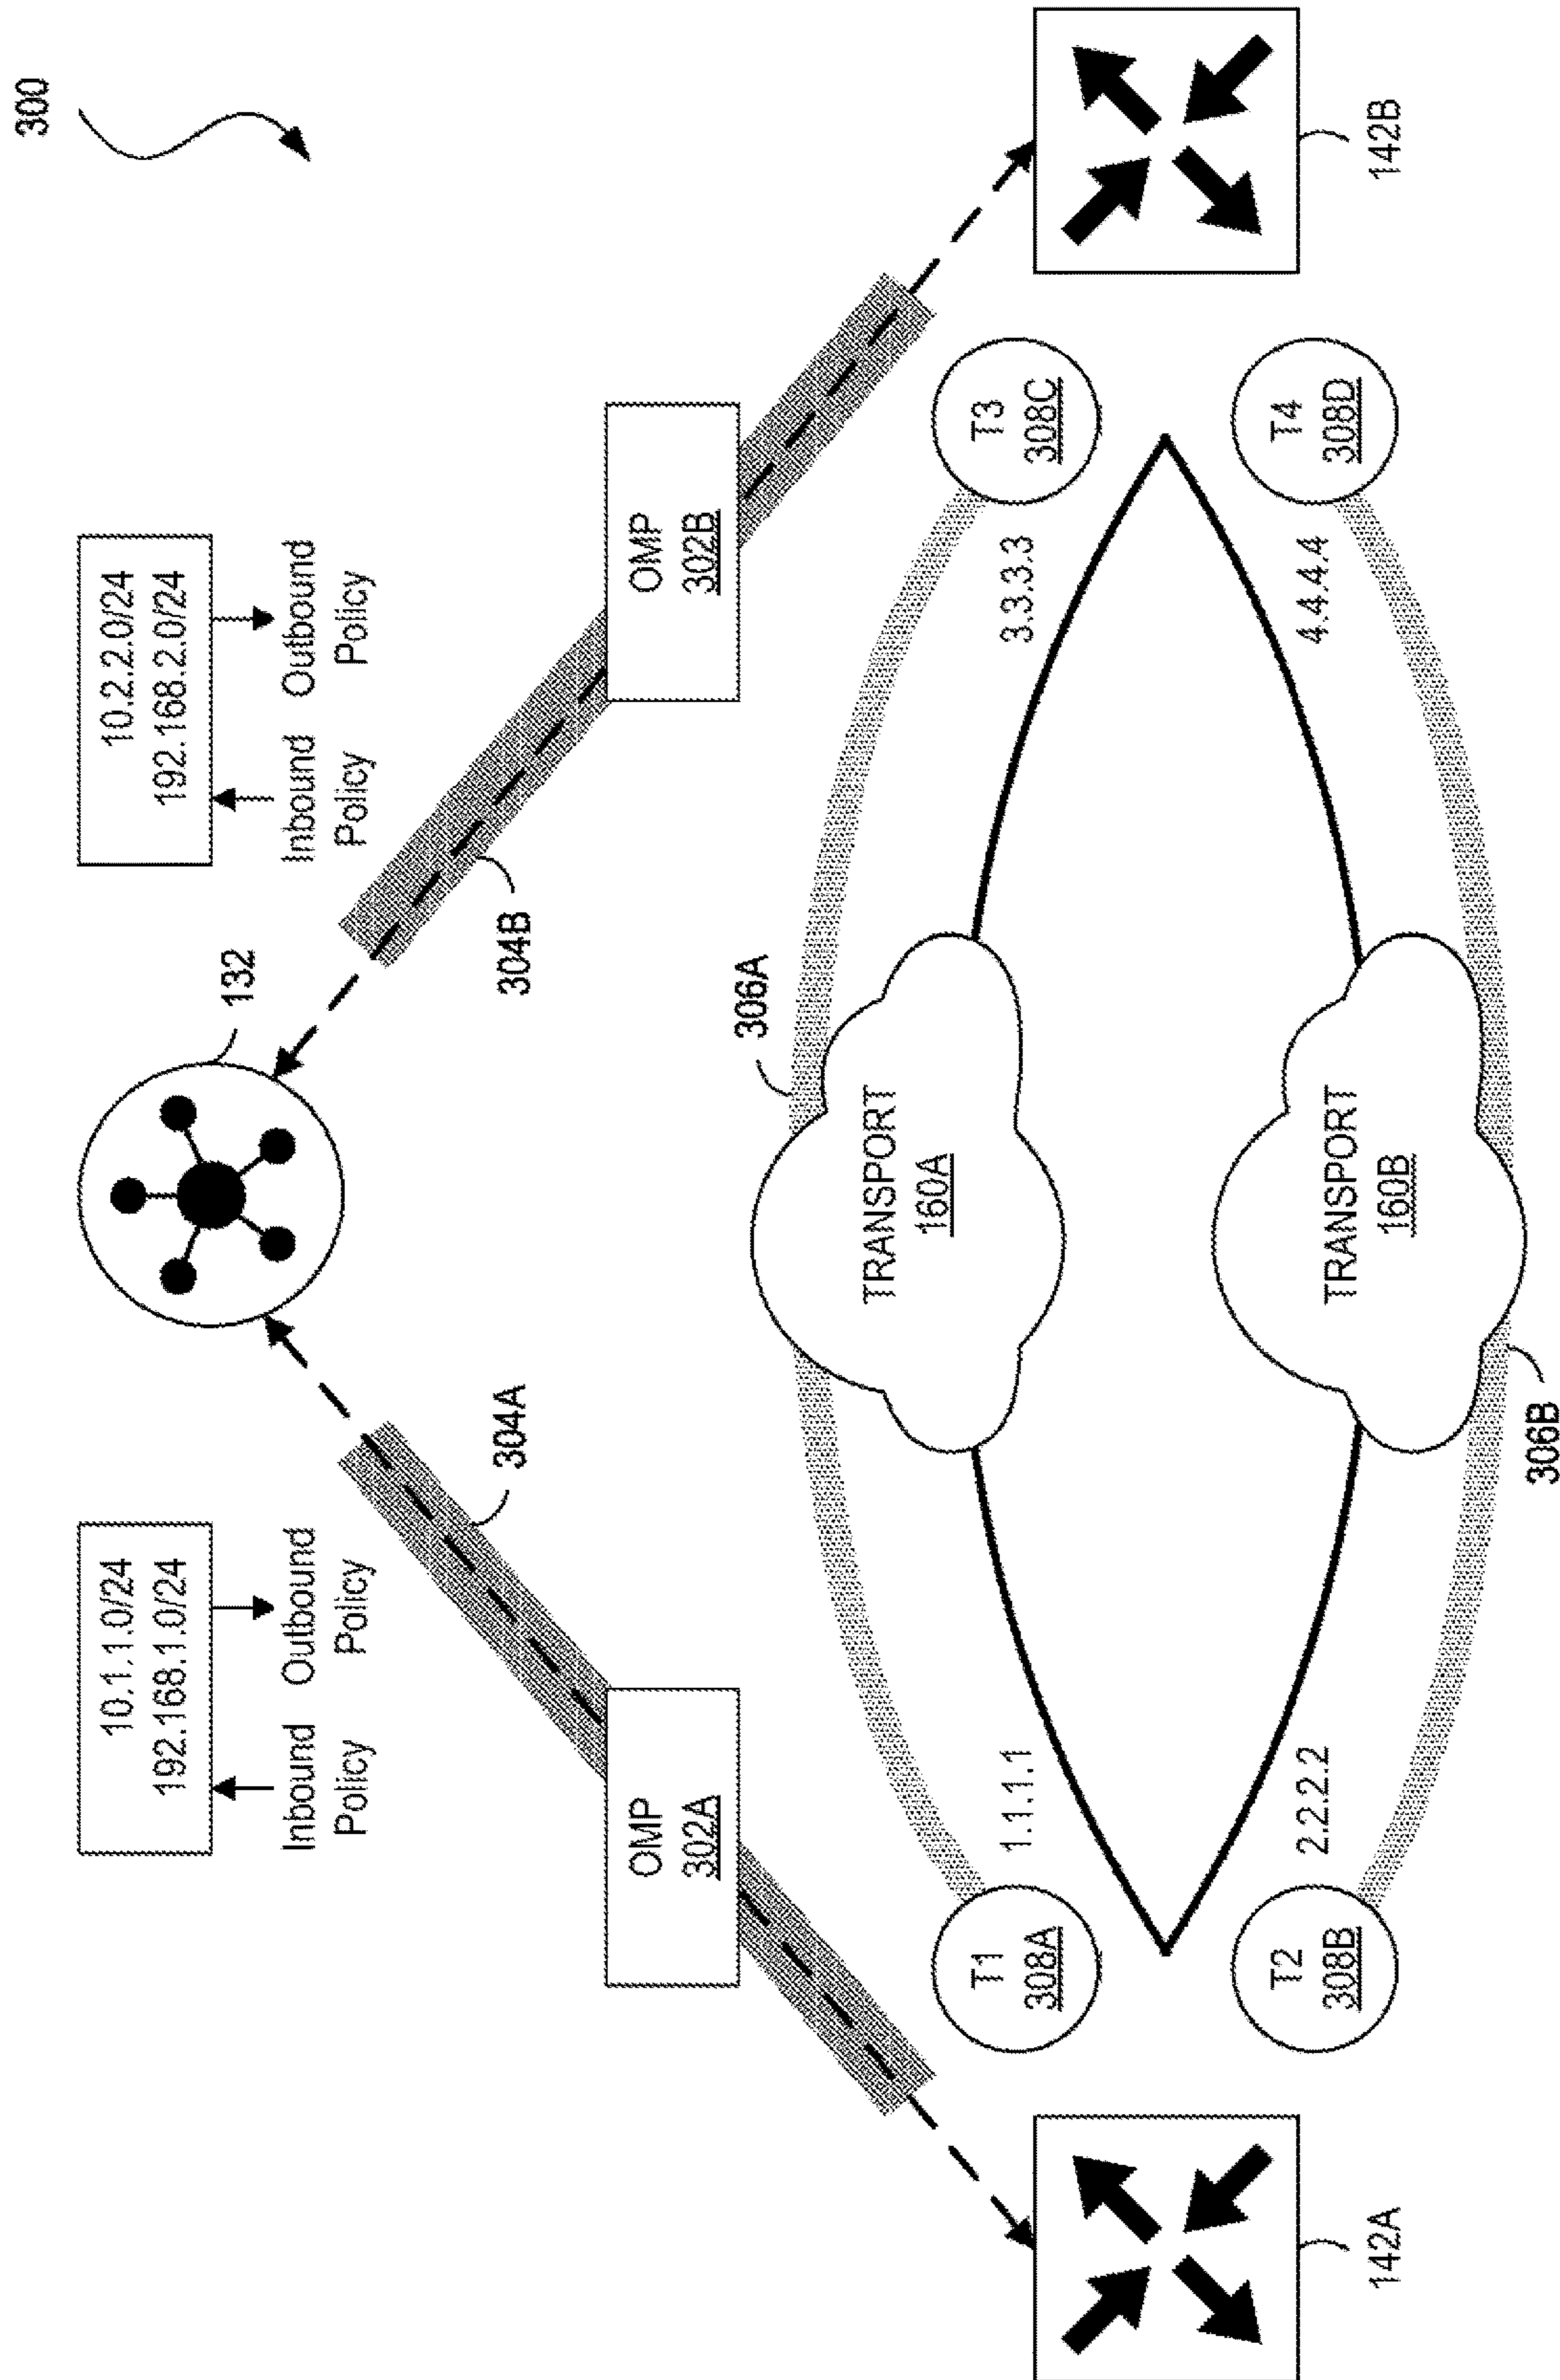 300
132
10.1.1.0/24
192.168.1.0/24
Inbound Outbound
Policy Policy
10.2.2.0/24
192.168.2.0/24
Inbound Outbound
Policy Policy
304A
304B
OMP
302A
OMP
302B
306A
TRANSPORT
160A
T1
308A
1.1.1.1
3.3.3.3
T3
308C
142A
142B
T2
308B
2.2.2.2
4.4.4.4
T4
308D
TRANSPORT
160B
306B